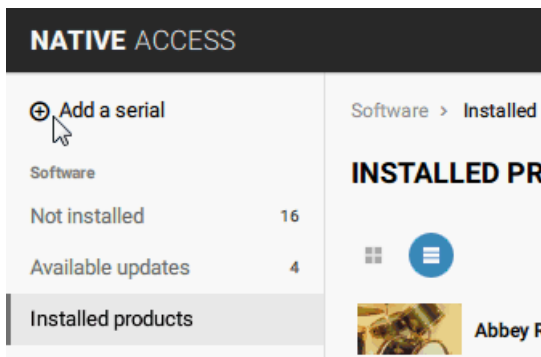 NATIVE ACCESS
Add a serial
Software > Installed
Software
INSTALLED PR
Not installed 16
Available updates 4
Installed products
Abbey R